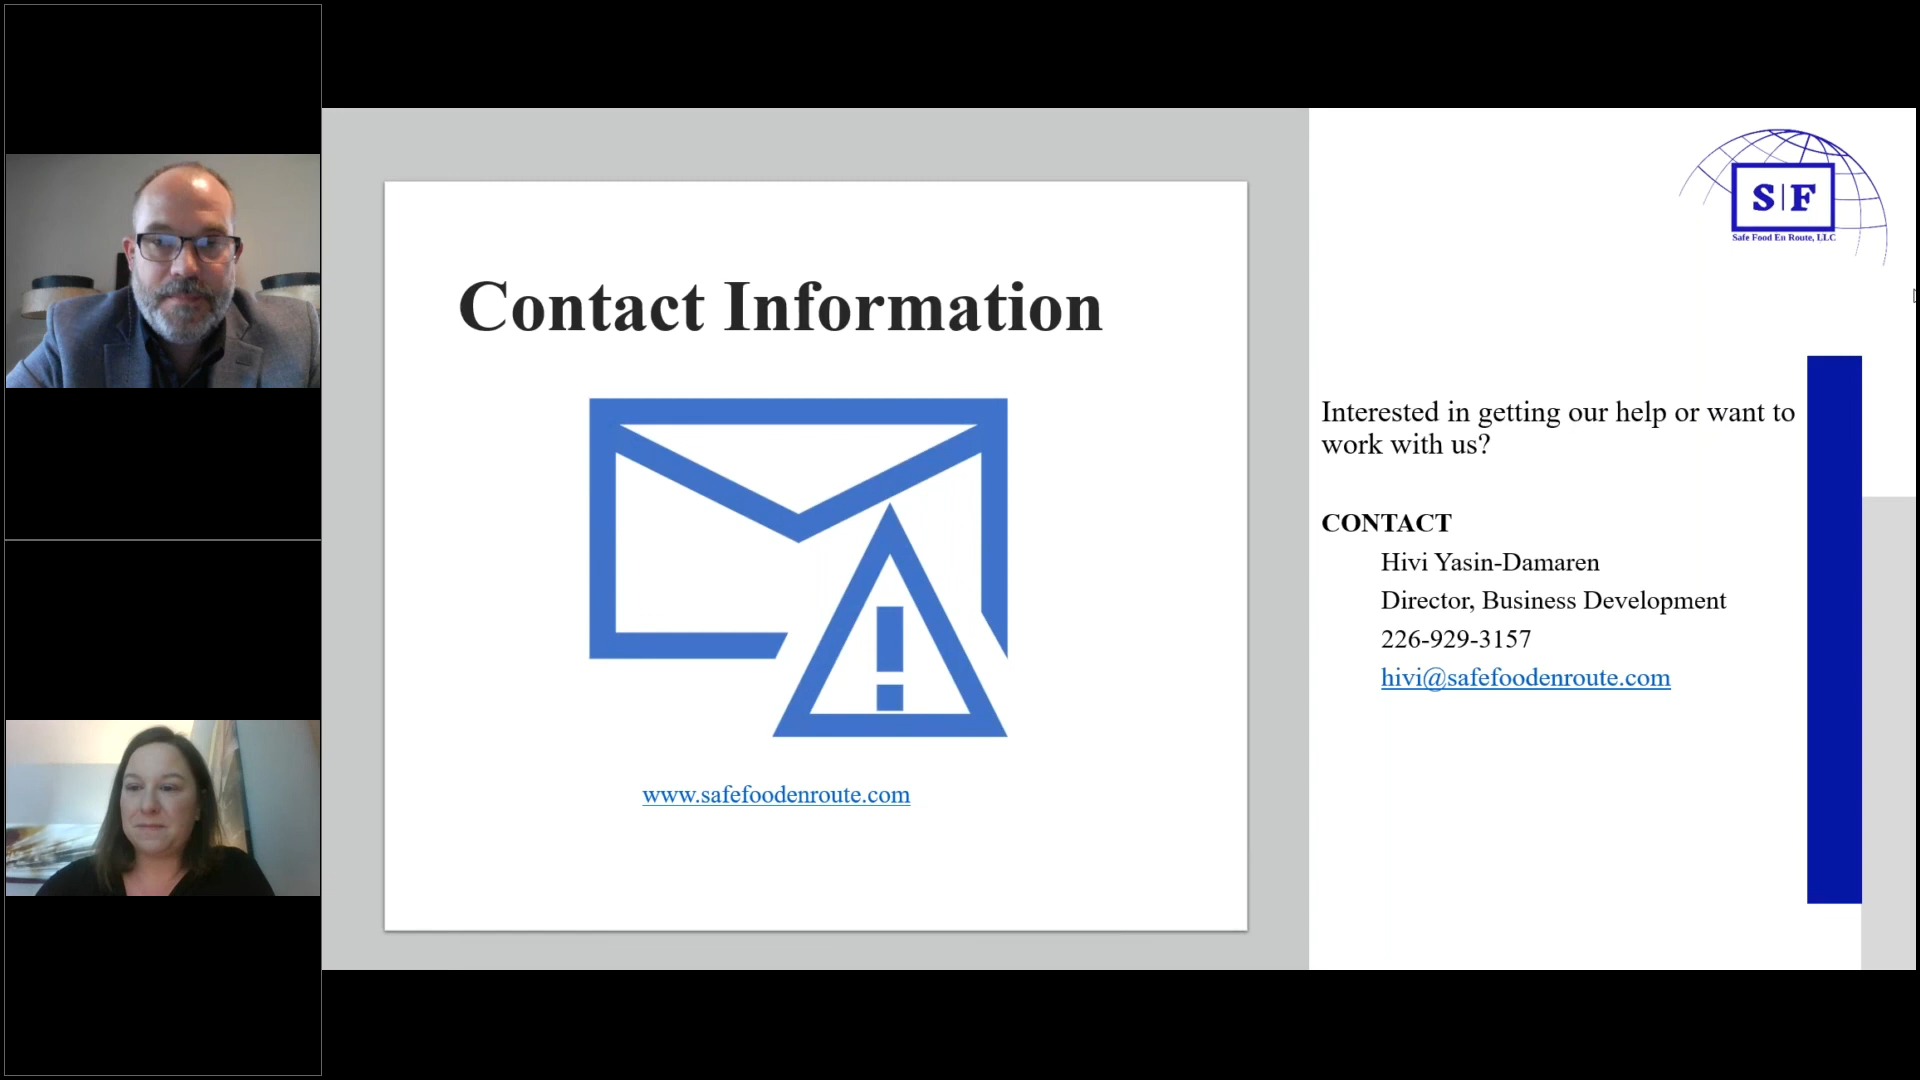 Contact Information
www.safefoodenroute.com
S|F
Safe Food En Route, LLC
Interested in getting our help or want to
work with us?
CONTACT
Hivi Yasin-Damaren
Director, Business Development
226-929-3157
hivi@safefoodenroute.com